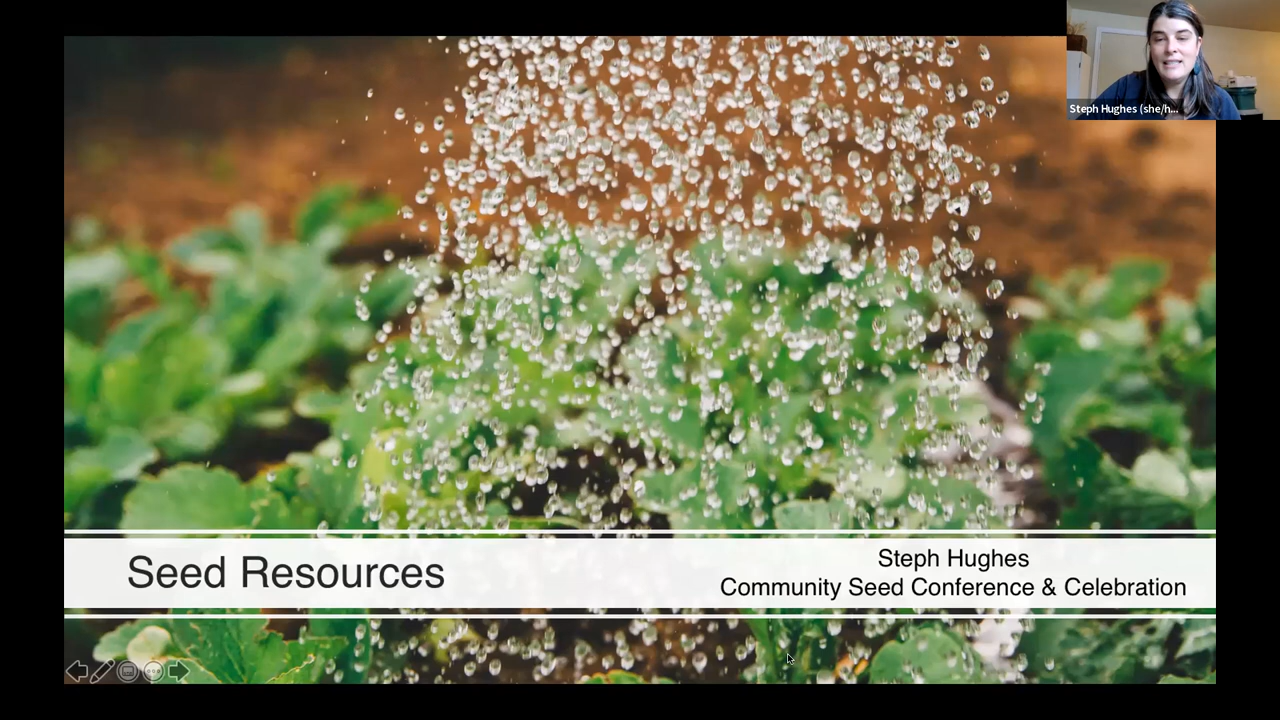 Steph Hughes (she/h...
Seed Resources
Steph Hughes
Community Seed Conference & Celebration